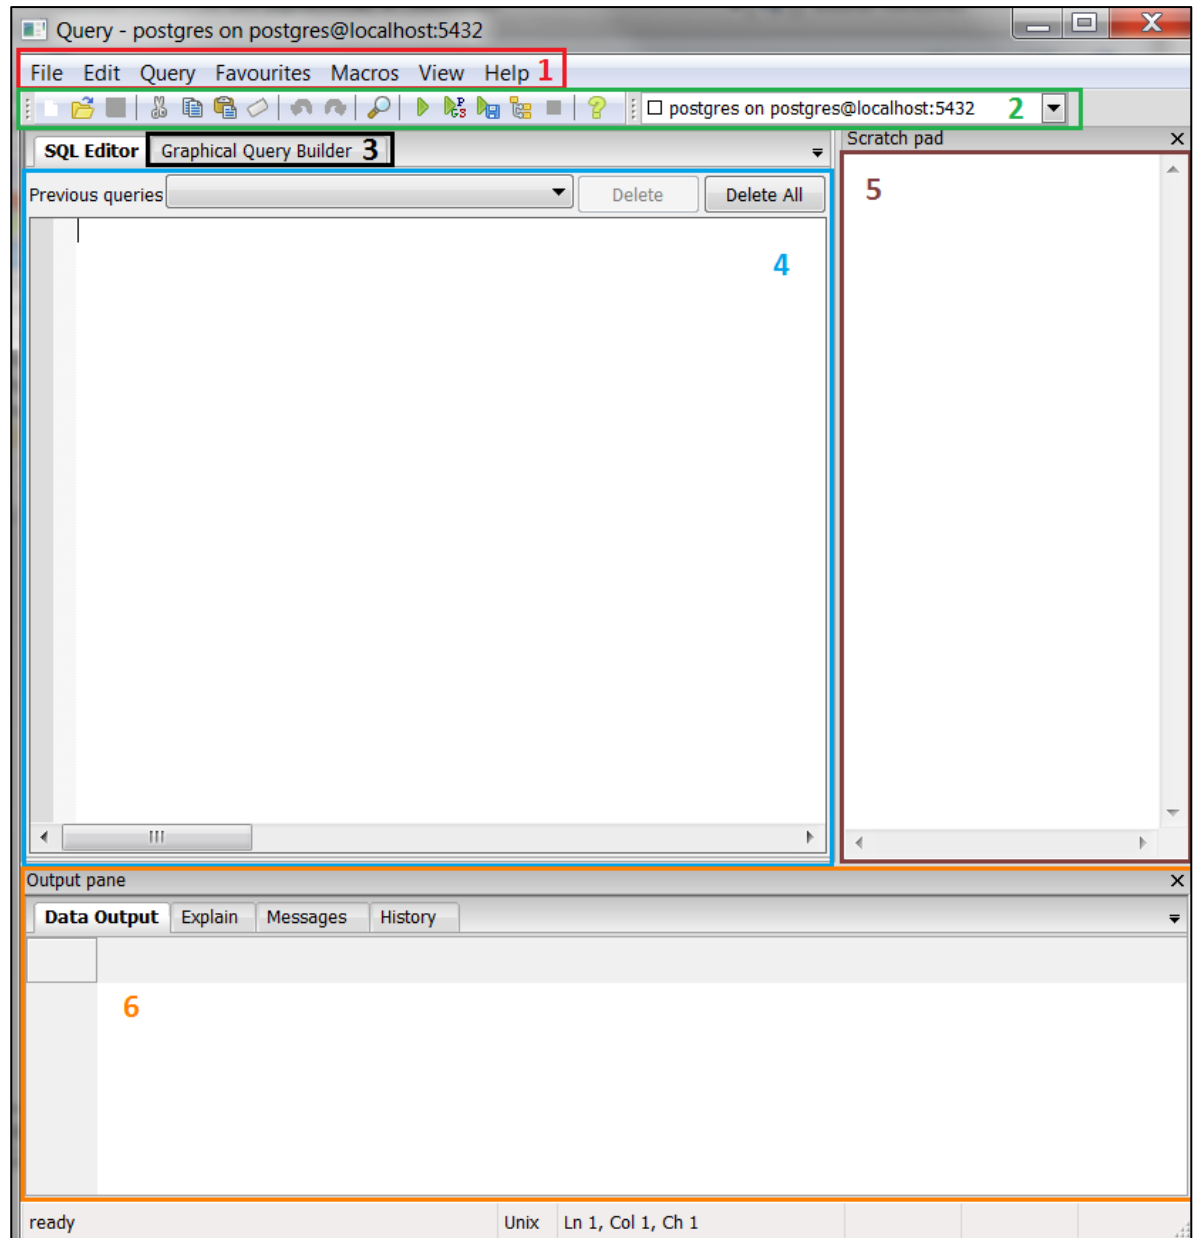 Query - postgres on postgres@localhost:5432
File Edit Query Favourites Macros View Help 1
postgres on postgres@localhost:5432 2
SQL Editor Graphical Query Builder 3
Scratch pad
Previous queries Delete Delete All
5
4
Output pane
Data Output Explain Messages History
6
ready Unix Ln 1, Col 1, Ch 1